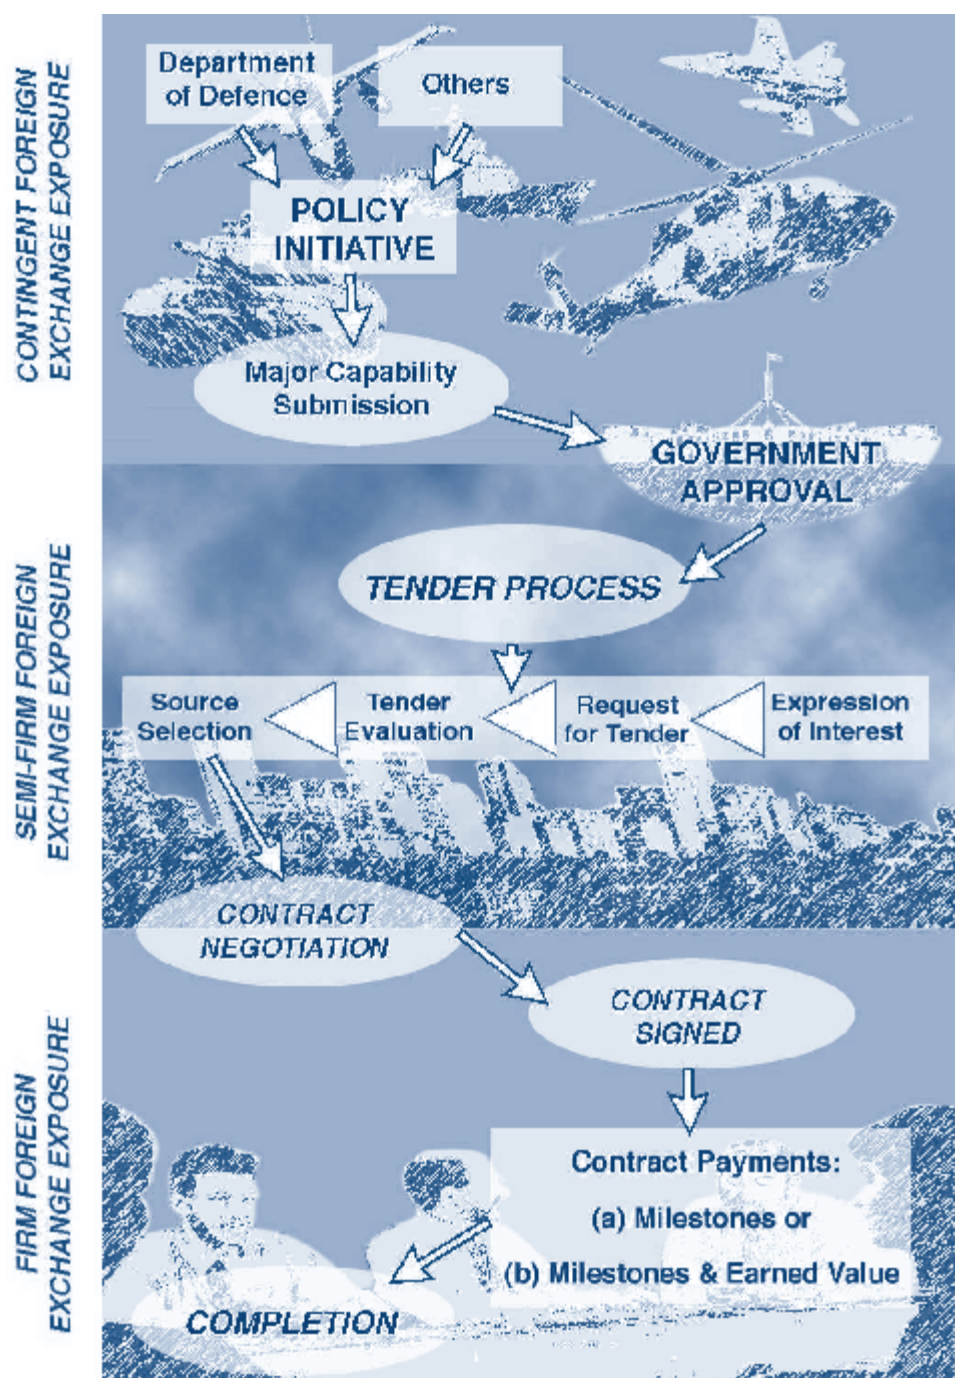 CONTINGENT FOREIGN
EXCHANGE EXPOSURE
Department
of Defence
Others
POLICY
INITIATIVE
Major Capability
Submission
GOVERNMENT
APPROVAL
SEMI-FIRM FOREIGN
EXCHANGE EXPOSURE
TENDER PROCESS
Source
Selection
Tender
Evaluation
Request
for Tender
Expression
of Interest
CONTRACT
NEGOTIATION
FIRM FOREIGN
EXCHANGE EXPOSURE
CONTRACT
SIGNED
Contract Payments:
(a) Milestones or
(b) Milestones & Earned Value
COMPLETION